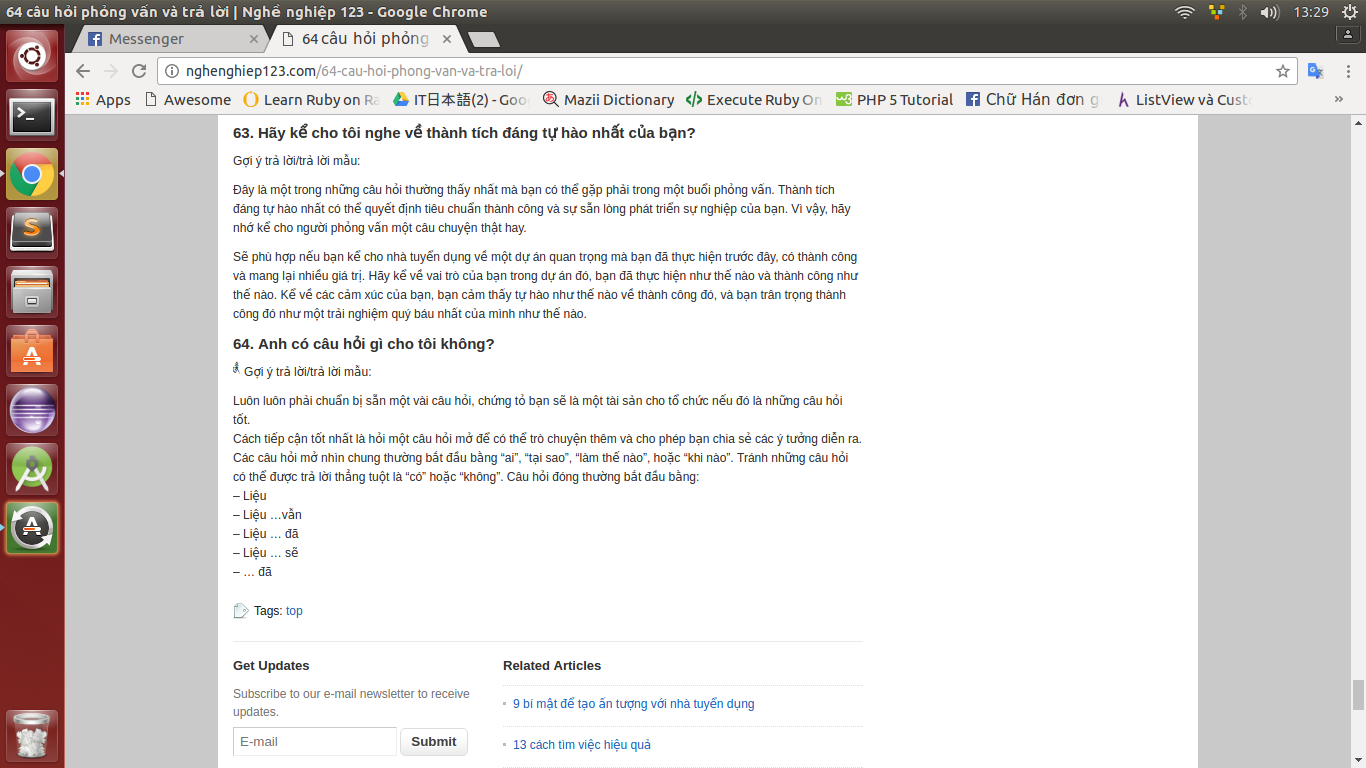 64 câu hỏi phỏng vấn và trả lời | Nghề nghiệp 123 - Google Chrome
13:29
Messenger
64 câu hỏi phỏng
nghenghiep123.com/64-cau-hoi-phong-van-va-tra-loi/
Apps
Awesome
Learn Ruby on Ra
IT日本語(2) - Goo
Mazii Dictionary
Execute Ruby On
PHP 5 Tutorial
Chữ Hán đơn g
ListView và Cust
»
63. Hãy kể cho tôi nghe về thành tích đáng tự hào nhất của bạn?
Gợi ý trả lời/trả lời mẫu:
Đây là một trong những câu hỏi thường thấy nhất mà bạn có thể gặp phải trong một buổi phỏng vấn. Thành tích
đáng tự hào nhất có thể quyết định tiêu chuẩn thành công và sự sẵn lòng phát triển sự nghiệp của bạn. Vì vậy, hãy
nhớ kể cho người phỏng vấn một câu chuyện thật hay.
Sẽ phù hợp nếu bạn kể cho nhà tuyển dụng về một dự án quan trọng mà bạn đã thực hiện trước đây, có thành công
và mang lại nhiều giá trị. Hãy kể về vai trò của bạn trong dự án đó, bạn đã thực hiện như thế nào và thành công như
thế nào. Kể về các cảm xúc của bạn, bạn cảm thấy tự hào như thế nào về thành công đó, và bạn trân trọng thành
công đó như một trải nghiệm quý báu nhất của mình như thế nào.
64. Anh có câu hỏi gì cho tôi không?
Gợi ý trả lời/trả lời mẫu:
Luôn luôn phải chuẩn bị sẵn một vài câu hỏi, chứng tỏ bạn sẽ là một tài sản cho tổ chức nếu đó là những câu hỏi
tốt.
Cách tiếp cận tốt nhất là hỏi một câu hỏi mở để có thể trò chuyện thêm và cho phép bạn chia sẻ các ý tưởng diễn ra.
Các câu hỏi mở nhìn chung thường bắt đầu bằng “ai”, “tại sao”, “làm thế nào”, hoặc “khi nào”. Tránh những câu hỏi
có thể được trả lời thẳng tuột là “có” hoặc “không”. Câu hỏi đóng thường bắt đầu bằng:
– Liệu
– Liệu …vẫn
– Liệu … đã
– Liệu … sẽ
– … đã
Tags: top
Get Updates
Subscribe to our e-mail newsletter to receive
updates.
E-mail
Submit
Related Articles
9 bí mật để tạo ấn tượng với nhà tuyển dụng
13 cách tìm việc hiệu quả